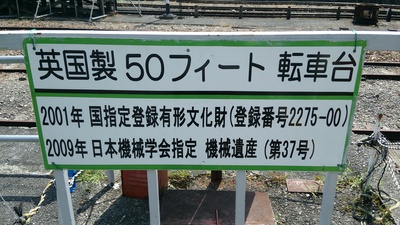 英国製 50フィート 転車台
2001年 国指定登録有形文化財(登録番号2275-00)
2009年 日本機械学会指定 機械遺産 (第37号)